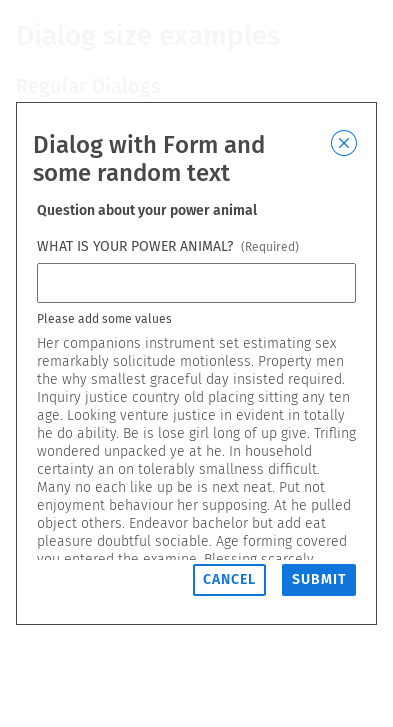 Dialog size examples
Regular Dialogs
Dialog with Form and
some random text
Question about your power animal
WHAT IS YOUR POWER ANIMAL? (Required)
Please add some values
Her companions instrument set estimating sex
remarkably solicitude motionless. Property men
the why smallest graceful day insisted required.
Inquiry justice country old placing sitting any ten
age. Looking venture justice in evident in totally
he do ability. Be is lose girl long of up give. Trifling
wondered unpacked ye at he. In household
certainty an on tolerably smallness difficult.
Many no each like up be is next neat. Put not
enjoyment behaviour her supposing. At he pulled
object others. Endeavor bachelor but add eat
pleasure doubtful sociable. Age forming covered
you entered the examine. Blessing scarcely
CANCEL SUBMIT